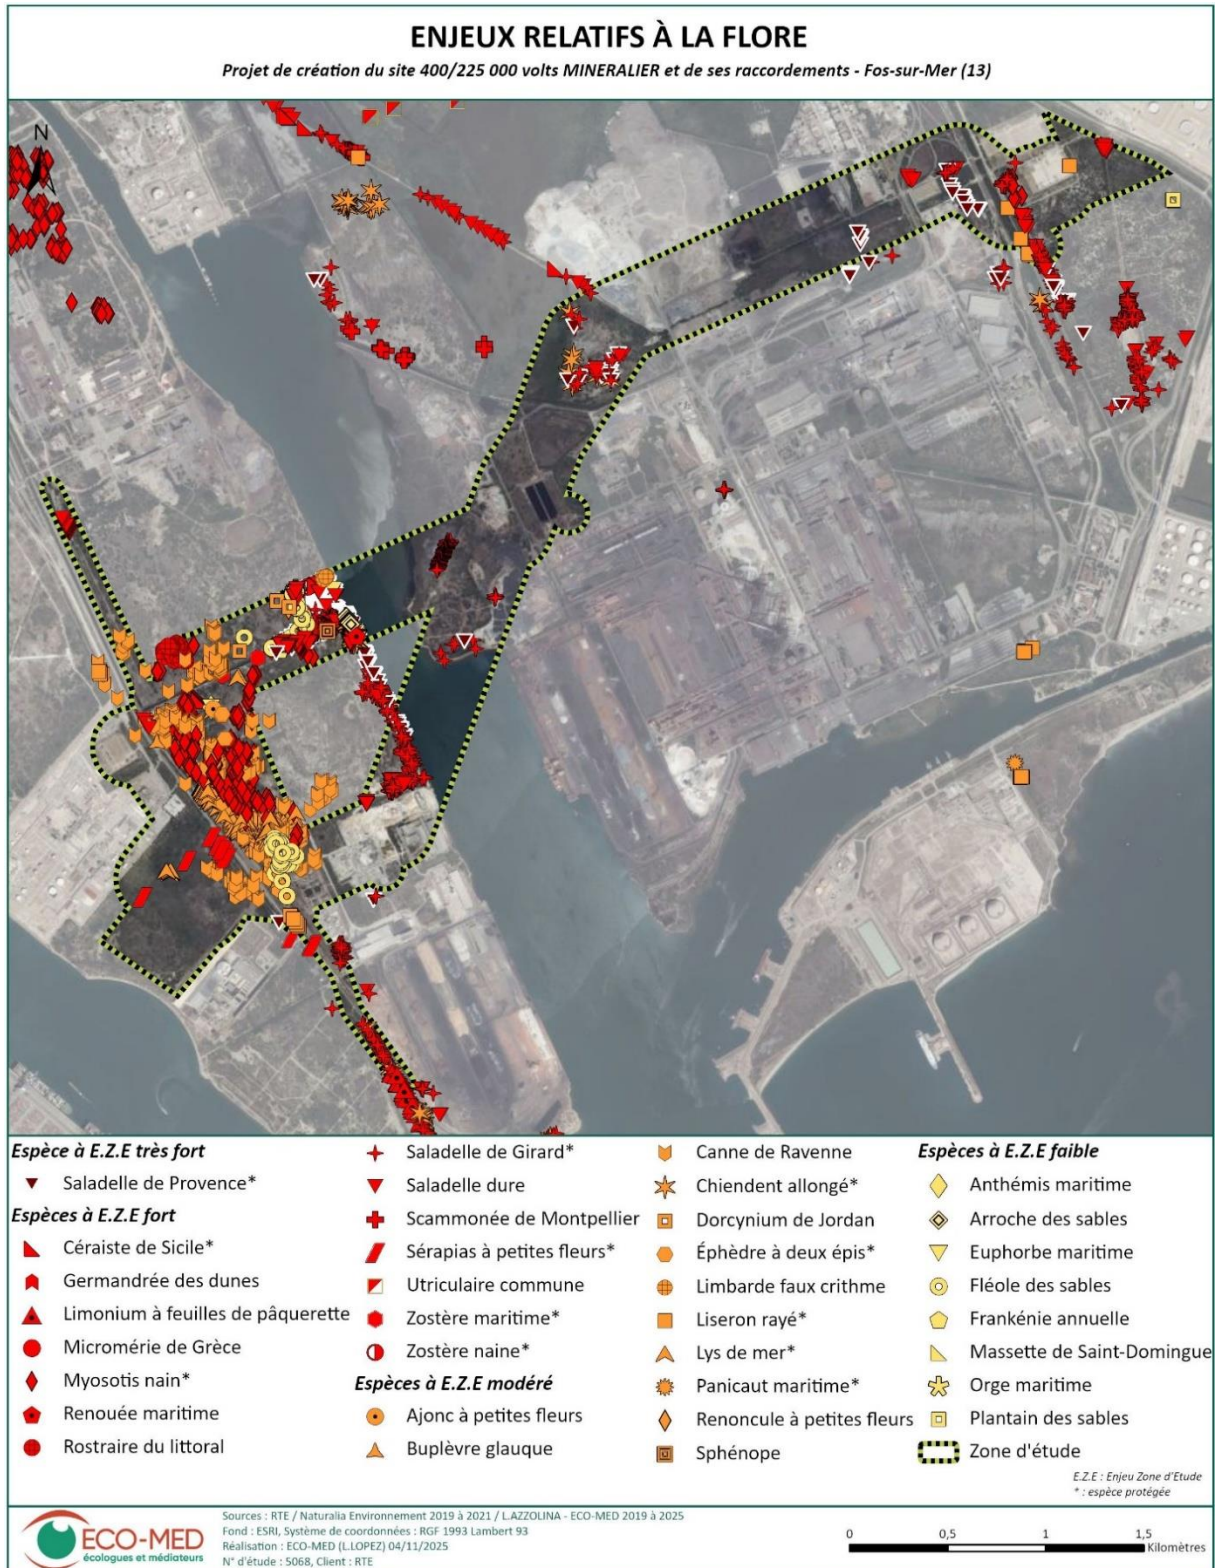 ENJEUX RELATIFS À LA FLORE
Projet de création du site 400/225 000 volts MINERALIER et de ses raccordements - Fos-sur-Mer (13)
N
Espèce à E.Z.E très fort
Saladelle de Provence*
Espèces à E.Z.E fort
Céraiste de Sicile*
Germandrée des dunes
Limonium à feuilles de pâquerette
Micromérie de Grèce
Myosotis nain*
Renouée maritime
Rostraire du littoral
Saladelle de Girard*
Saladelle dure
Scammonée de Montpellier
Sérapias à petites fleurs*
Utriculaire commune
Zostère maritime*
Zostère naine*
Espèces à E.Z.E modéré
Ajonc à petites fleurs
Buplèvre glauque
Canne de Ravenne
Chiendent allongé*
Dorcynium de Jordan
Éphèdre à deux épis*
Limbarde faux crithme
Liseron rayé*
Lys de mer*
Panicaut maritime*
Renoncule à petites fleurs
Sphénope
Espèces à E.Z.E faible
Anthémis maritime
Arroche des sables
Euphorbe maritime
Fléole des sables
Frankénie annuelle
Massette de Saint-Domingue
Orge maritime
Plantain des sables
Zone d'étude
E.Z.E : Enjeu Zone d'Etude
* : espèce protégée
ECO-MED
écologues et médiateurs
Sources : RTE / Naturalia Environnement 2019 à 2021 / L.AZZOLINA - ECO-MED 2019 à 2025
Fond : ESRI, Système de coordonnées : RGF 1993 Lambert 93
Réalisation : ECO-MED (L.LOPEZ) 04/11/2025
N° d'étude : 5068, Client : RTE
0 0,5 1 1,5
Kilomètres